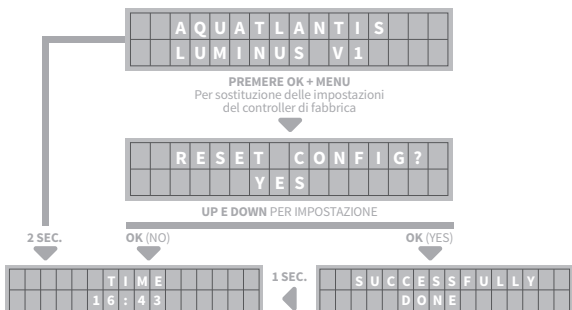 AQUATLANTIS
LUMINUS V1
PREMERE OK + MENU
Per sostituzione delle impostazioni
del controller di fabbrica
RESET CONFIG?
YES
UP E DOWN PER IMPOSTAZIONE
2 SEC.
OK (NO)
OK (YES)
TIME
16:43
1 SEC.
SUCCESSFULLY
DONE